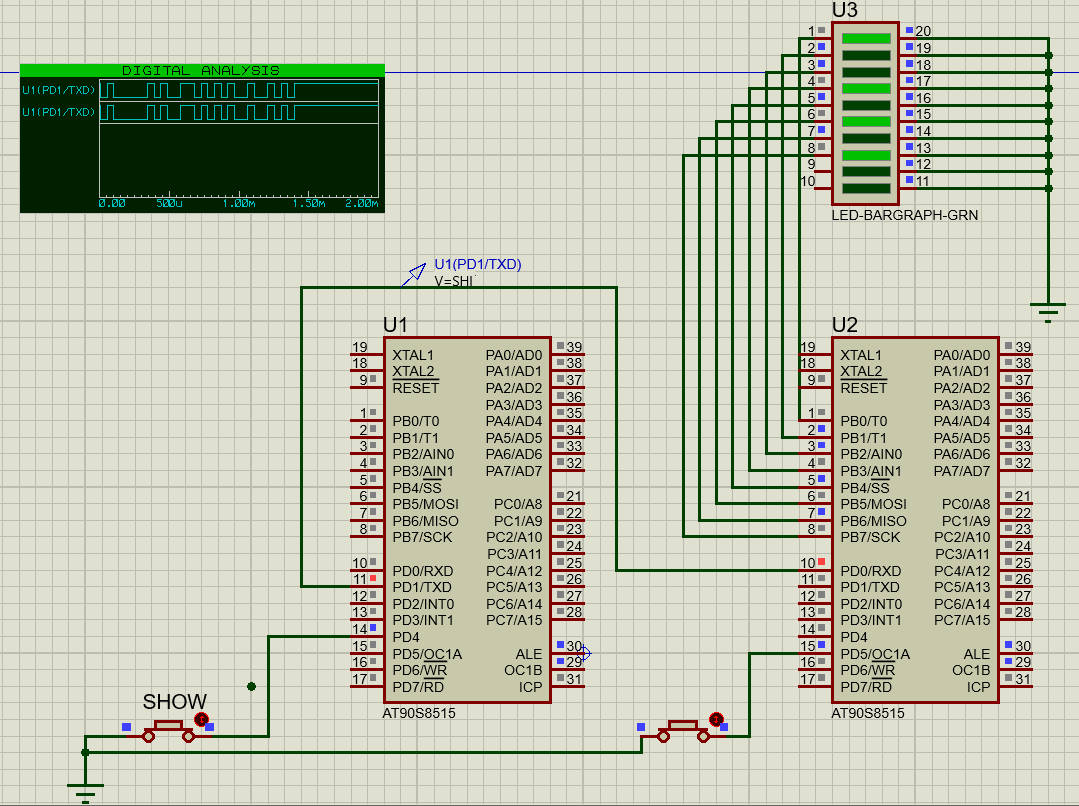 U3
1 20
2 19
3 18
4 17
5 16
6 15
7 14
8 13
9 12
10 11
LED-BARGRAPH-GRN
DIGITAL ANALYSIS
U1(PD1/TXD)
U1(PD1/TXD)
0.00 500u 1.00m 1.50m 2.00m
U1(PD1/TXD)
V=SHI
U1
19 XTAL1 PA0/AD0 39
18 XTAL2 PA1/AD1 38
9 RESET PA2/AD2 37
PA3/AD3 36
1 PB0/T0 PA4/AD4 35
2 PB1/T1 PA5/AD5 34
3 PB2/AIN0 PA6/AD6 33
4 PB3/AIN1 PA7/AD7 32
5 PB4/SS
6 PB5/MOSI PC0/A8 21
7 PB6/MISO PC1/A9 22
8 PB7/SCK PC2/A10 23
PC3/A11 24
10 PD0/RXD PC4/A12 25
11 PD1/TXD PC5/A13 26
12 PD2/INT0 PC6/A14 27
13 PD3/INT1 PC7/A15 28
14 PD4
15 PD5/OC1A ALE 30
16 PD6/WR OC1B 29
17 PD7/RD ICP 31
AT90S8515
U2
19 XTAL1 PA0/AD0 39
18 XTAL2 PA1/AD1 38
9 RESET PA2/AD2 37
PA3/AD3 36
1 PB0/T0 PA4/AD4 35
2 PB1/T1 PA5/AD5 34
3 PB2/AIN0 PA6/AD6 33
4 PB3/AIN1 PA7/AD7 32
5 PB4/SS
6 PB5/MOSI PC0/A8 21
7 PB6/MISO PC1/A9 22
8 PB7/SCK PC2/A10 23
PC3/A11 24
10 PD0/RXD PC4/A12 25
11 PD1/TXD PC5/A13 26
12 PD2/INT0 PC6/A14 27
13 PD3/INT1 PC7/A15 28
14 PD4
15 PD5/OC1A ALE 30
16 PD6/WR OC1B 29
17 PD7/RD ICP 31
AT90S8515
SHOW